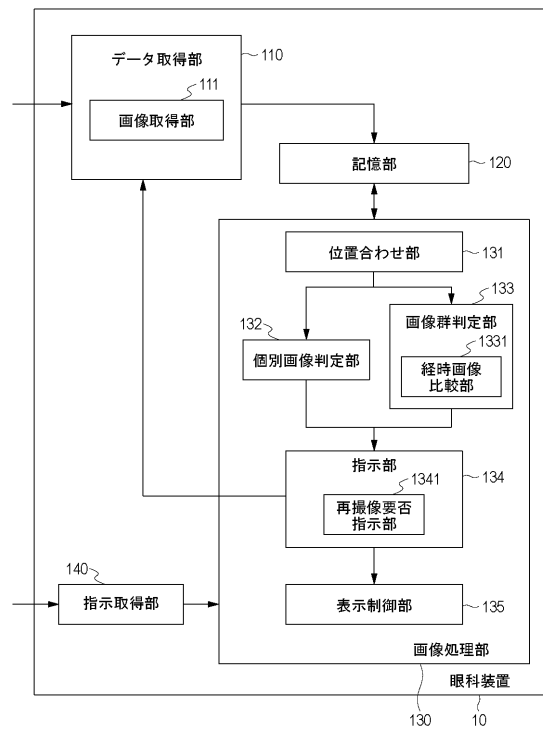 データ取得部
110
111
画像取得部
記憶部
120
位置合わせ部
131
132
個別画像判定部
133
画像群判定部
1331
経時画像
比較部
指示部
134
1341
再撮像要否
指示部
140
指示取得部
表示制御部
135
画像処理部
眼科装置
130
10